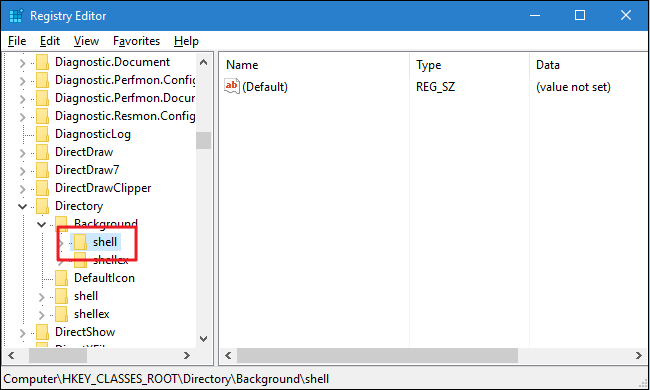 Registry Editor
File Edit View Favorites Help
Diagnostic.Document
Diagnostic.Perfmon.Config
Diagnostic.Perfmon.Docur
Diagnostic.Resmon.Config
DiagnosticLog
DirectDraw
DirectDraw7
DirectDrawClipper
Directory
Background
shell
shellex
DefaultIcon
shell
shellex
DirectShow
Name Type Data
ab (Default) REG_SZ (value not set)
Computer\HKEY_CLASSES_ROOT\Directory\Background\shell